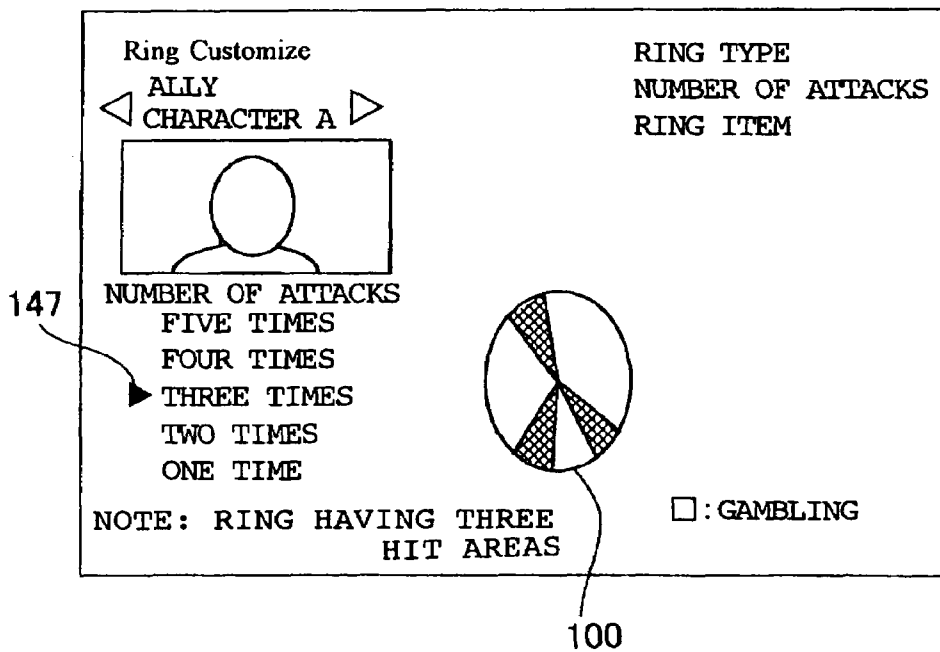 Ring Customize
ALLY
CHARACTER A
RING TYPE
NUMBER OF ATTACKS
RING ITEM
147
NUMBER OF ATTACKS
FIVE TIMES
FOUR TIMES
THREE TIMES
TWO TIMES
ONE TIME
NOTE: RING HAVING THREE
HIT AREAS
□:GAMBLING
100